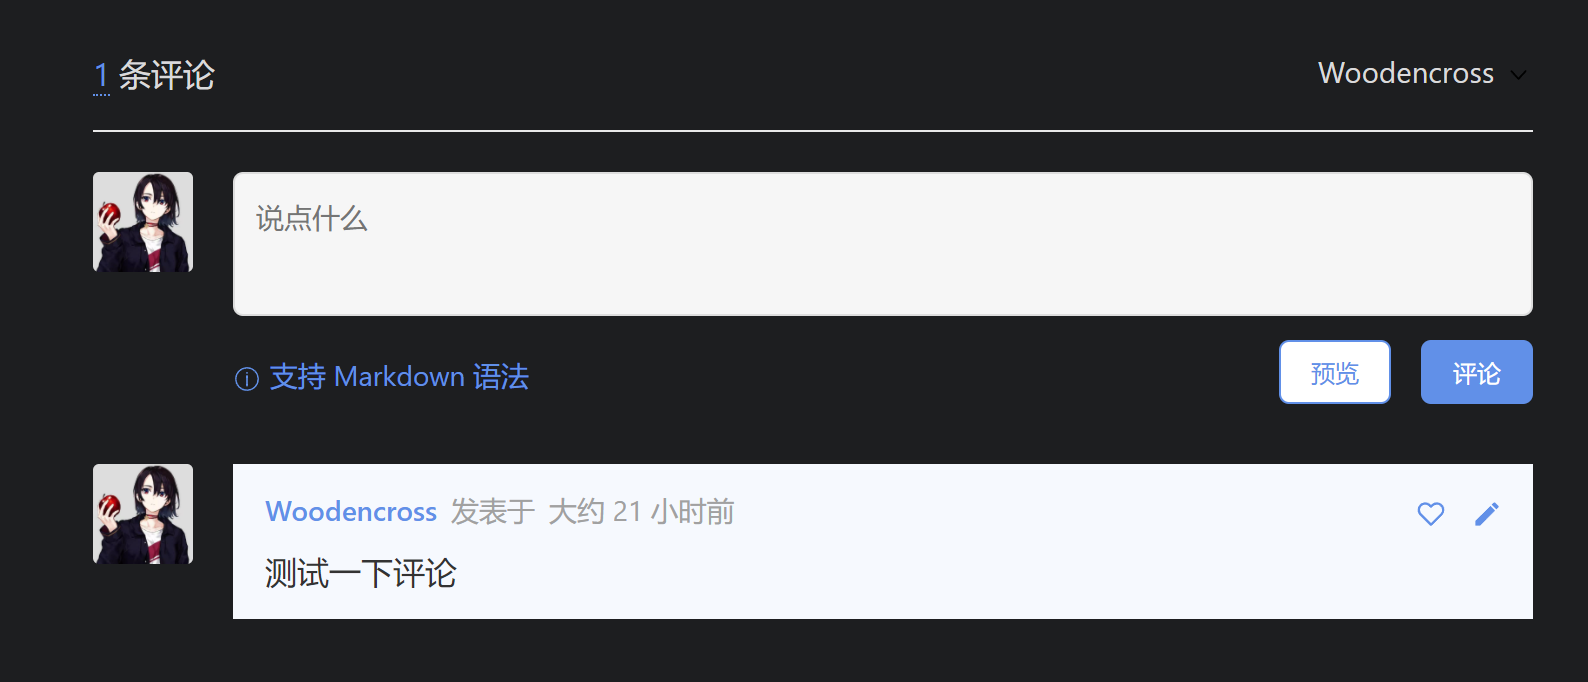 1 条评论
Woodencross
说点什么
支持 Markdown 语法
预览
评论
Woodencross 发表于 大约 21 小时前
测试一下评论